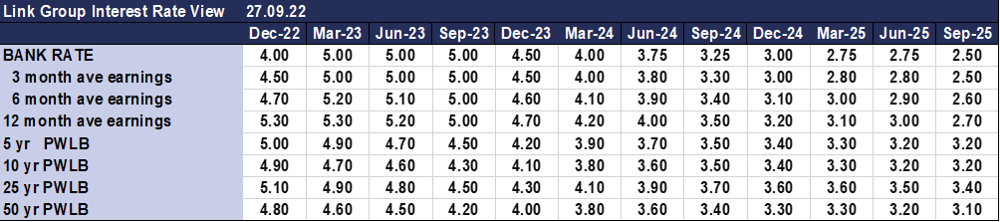 Link Group Interest Rate View 27.09.22
Dec-22 Mar-23 Jun-23 Sep-23 Dec-23 Mar-24 Jun-24 Sep-24 Dec-24 Mar-25 Jun-25 Sep-25
BANK RATE 4.00 5.00 5.00 5.00 4.50 4.00 3.75 3.25 3.00 2.75 2.75 2.50
3 month ave earnings 4.50 5.00 5.00 5.00 4.50 4.00 3.80 3.30 3.00 2.80 2.80 2.50
6 month ave earnings 4.70 5.20 5.10 5.00 4.60 4.10 3.90 3.40 3.10 3.00 2.90 2.60
12 month ave earnings 5.30 5.30 5.20 5.00 4.70 4.20 4.00 3.50 3.20 3.10 3.00 2.70
5 yr PWLB 5.00 4.90 4.70 4.50 4.20 3.90 3.70 3.50 3.40 3.30 3.20 3.20
10 yr PWLB 4.90 4.70 4.60 4.30 4.10 3.80 3.60 3.50 3.40 3.30 3.20 3.20
25 yr PWLB 5.10 4.90 4.80 4.50 4.30 4.10 3.90 3.70 3.60 3.60 3.50 3.40
50 yr PWLB 4.80 4.60 4.50 4.20 4.00 3.80 3.60 3.40 3.30 3.30 3.20 3.10